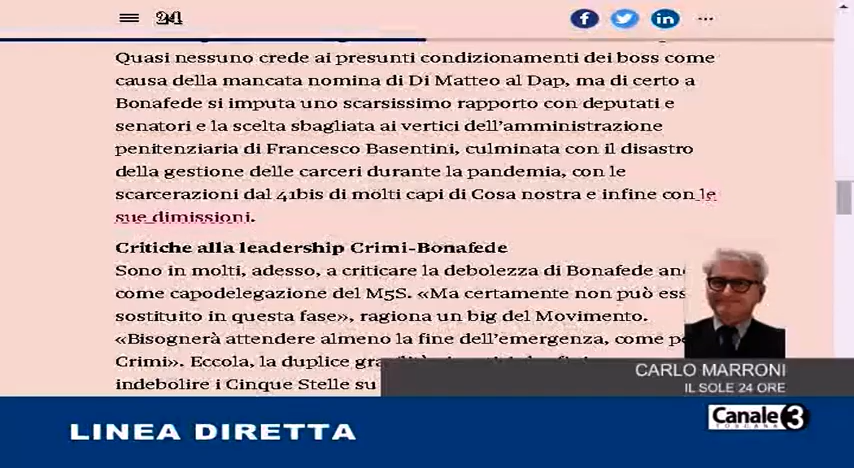 24
Quasi nessuno crede ai presunti condizionamenti dei boss come
causa della mancata nomina di Di Matteo al Dap, ma di certo a
Bonafede si imputa uno scarsissimo rapporto con deputati e
senatori e la scelta sbagliata ai vertici dell'amministrazione
penitenziaria di Francesco Basentini, culminata con il disastro
della gestione delle carceri durante la pandemia, con le
scarcerazioni dal 41bis di molti capi di Cosa nostra e infine con le
sue dimissioni.
Critiche alla leadership Crimi-Bonafede
Sono in molti, adesso, a criticare la debolezza di Bonafede
come capodelegazione del M5S. «Ma certamente non può
sostituito in questa fase», ragiona un big del Movimento.
«Bisognerà attendere almeno la fine dell'emergenza, come
Crimi». Eccola, la duplice
indebolire i Cinque Stelle su
CARLO MARRONI
IL SOLE 24 ORE
LINEA DIRETTA
Canale 3
TOSCANA